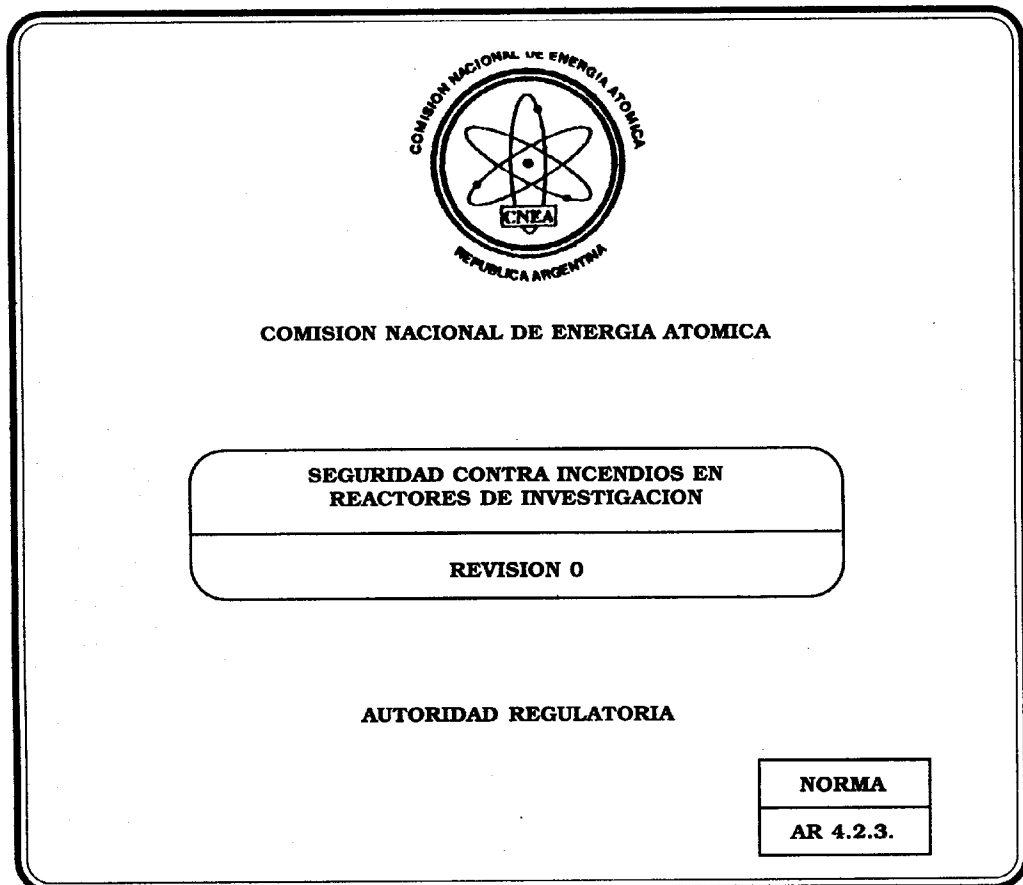 COMISION NACIONAL DE ENERGIA ATOMICA
CNEA
REPUBLICA ARGENTINA
COMISION NACIONAL DE ENERGIA ATOMICA
SEGURIDAD CONTRA INCENDIOS EN
REACTORES DE INVESTIGACION
REVISION 0
AUTORIDAD REGULATORIA
NORMA
AR 4.2.3.